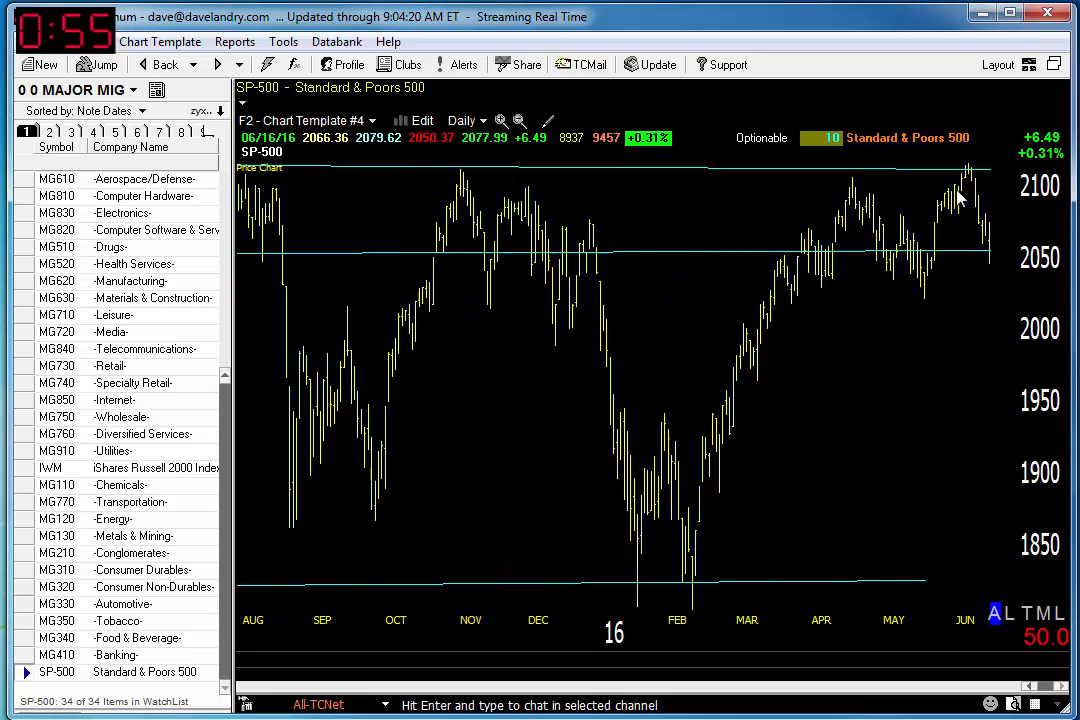 0:55
num - dave@davelandry.com ... Updated through 9:04:20 AM ET - Streaming Real Time
Chart Template Reports Tools Database Help
New Jump Back Profile Clubs Alerts Share TCMail Update Support Layout
0 0 MAJOR MIG
Sorted by: Note Dates zyx..
1 2 3 4 5 6 7 8
Symbol Company Name
MG610 -Aerospace/Defense-
MG810 -Computer Hardware-
MG830 -Electronics-
MG820 -Computer Software & Serv
MG510 -Drugs-
MG520 -Health Services-
MG620 -Manufacturing-
MG630 -Materials & Construction-
MG710 -Leisure-
MG720 -Media-
MG840 -Telecommunications-
MG730 -Retail-
MG740 -Specialty Retail-
MG850 -Internet-
MG750 -Wholesale-
MG760 -Diversified Services-
MG910 -Utilities-
IWM iShares Russell 2000 Index
MG110 -Chemicals-
MG770 -Transportation-
MG120 -Energy-
MG130 -Metals & Mining-
MG210 -Conglomerates-
MG310 -Consumer Durables-
MG320 -Consumer Non-Durables-
MG330 -Automotive-
MG350 -Tobacco-
MG340 -Food & Beverage-
MG410 -Banking-
SP-500 Standard & Poors 500
SP-500: 34 of 34 Items in WatchList
SP-500 - Standard & Poors 500
F2 - Chart Template #4 Edit Daily
06/16/16 2066.36 2079.62 2050.37 2077.99 +6.49 8937 9457 +0.31% Optionable 10 Standard & Poors 500 +6.49
SP-500 +0.31%
Price Chart
2100
2050
2000
1950
1900
1850
AUG SEP OCT NOV DEC 16 FEB MAR APR MAY JUN
A L T M L
50.0
All-TCNet Hit Enter and type to chat in selected channel